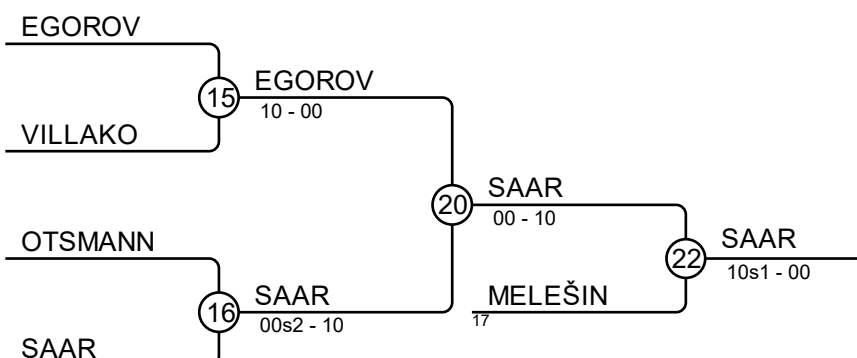 EGOROV
15
EGOROV
10 - 00
VILLAKO
20
SAAR
00 - 10
OTSMANN
22
SAAR
10s1 - 00
16
SAAR
00s2 - 10
MELEŠIN
17
SAAR